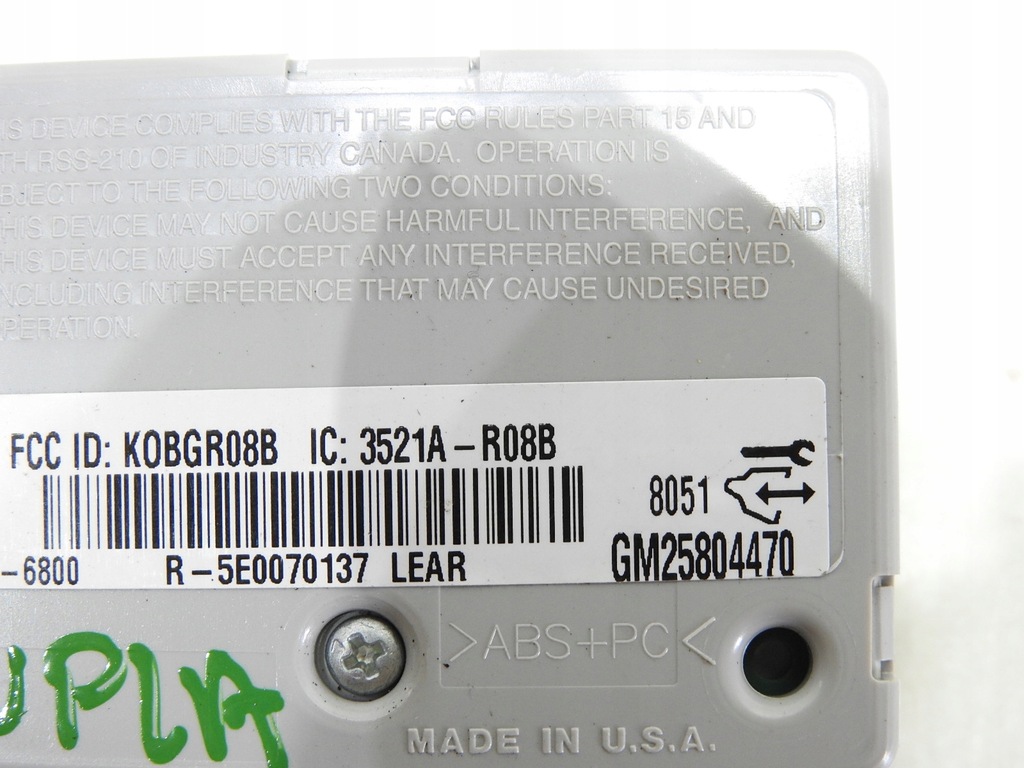 IS DEVICE COMPLIES WITH THE FCC RULES PART 15 AND
TH RSS-210 OF INDUSTRY CANADA. OPERATION IS
BJECT TO THE FOLLOWING TWO CONDITIONS:
HIS DEVICE MAY NOT CAUSE HARMFUL INTERFERENCE, AND
HIS DEVICE MUST ACCEPT ANY INTERFERENCE RECEIVED,
NCLUDING INTERFERENCE THAT MAY CAUSE UNDESIRED
PERATION.
FCC ID: KOBGR08B IC: 3521A-R08B
8051
-6800 R-5E0070137 LEAR GM25804470
>ABS+PC<
UPLA
MADE IN U.S.A.